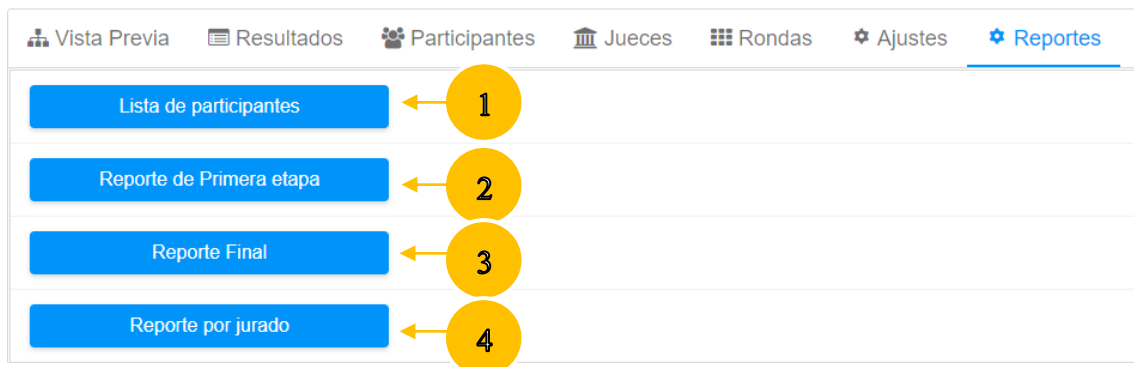 Vista Previa Resultados Participantes Jueces Rondas Ajustes Reportes
Lista de participantes 1
Reporte de Primera etapa 2
Reporte Final 3
Reporte por jurado 4